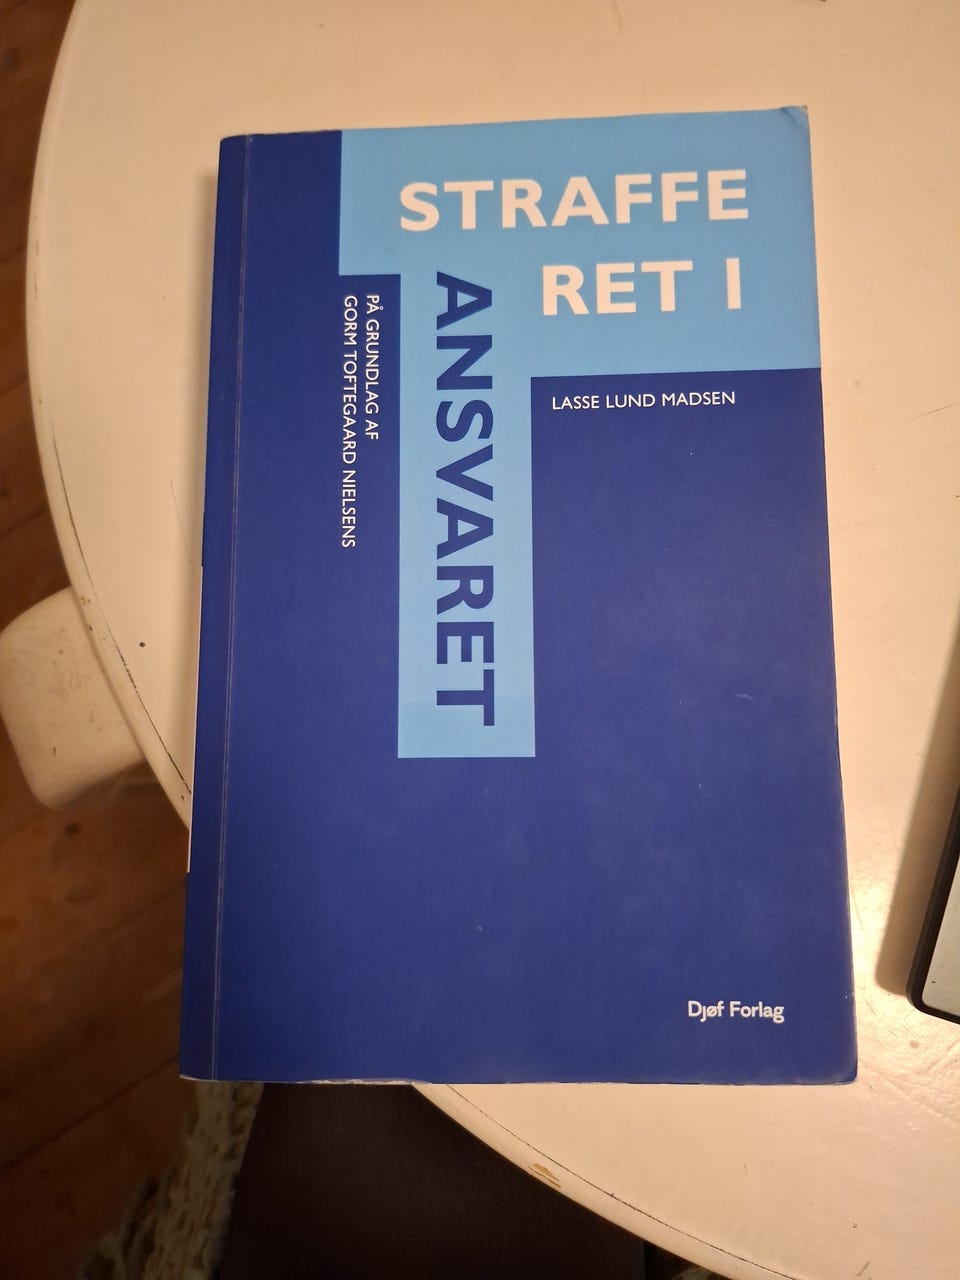 STRAFFE
RET I
ANSVARET
PÅ GRUNDLAG AF
GORM TOFTEGAARD NIELSENS
LASSE LUND MADSEN
Djøf Forlag